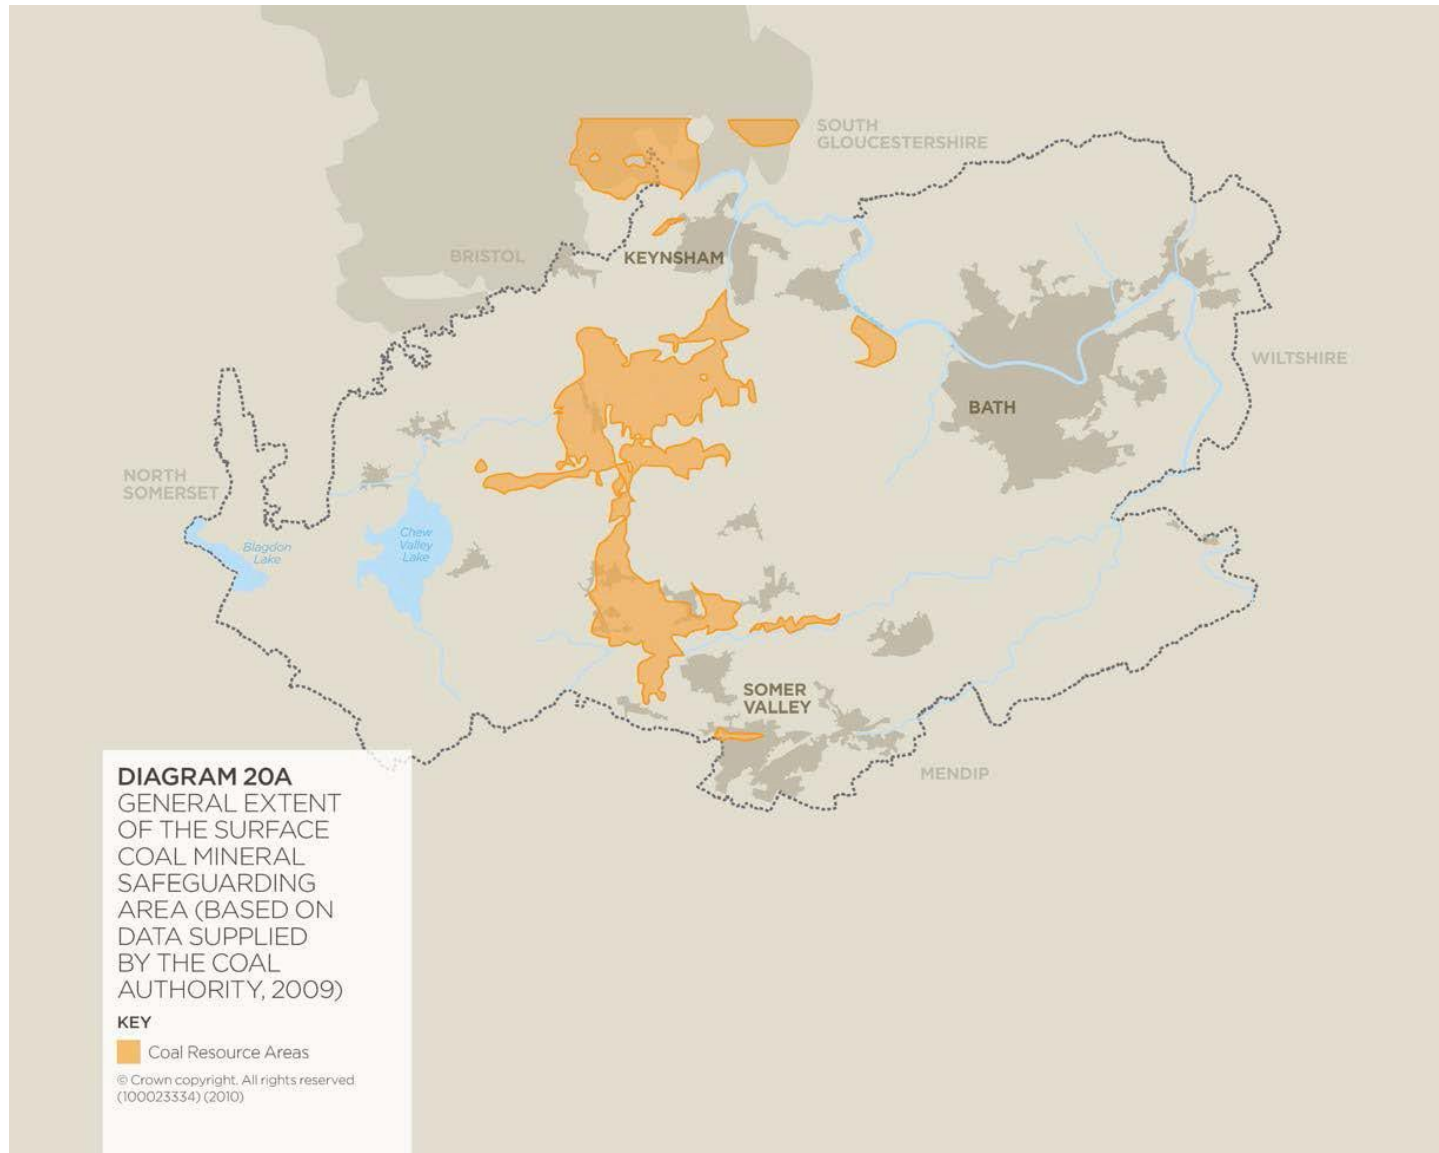 SOUTH
GLOUCESTERSHIRE
BRISTOL
KEYNSHAM
WILTSHIRE
BATH
NORTH
SOMERSET
Chew
Valley
Lake
Blagdon
Lake
SOMER
VALLEY
MENDIP
DIAGRAM 20A
GENERAL EXTENT
OF THE SURFACE
COAL MINERAL
SAFEGUARDING
AREA (BASED ON
DATA SUPPLIED
BY THE COAL
AUTHORITY, 2009)
KEY
Coal Resource Areas
© Crown copyright. All rights reserved
(100023334) (2010)